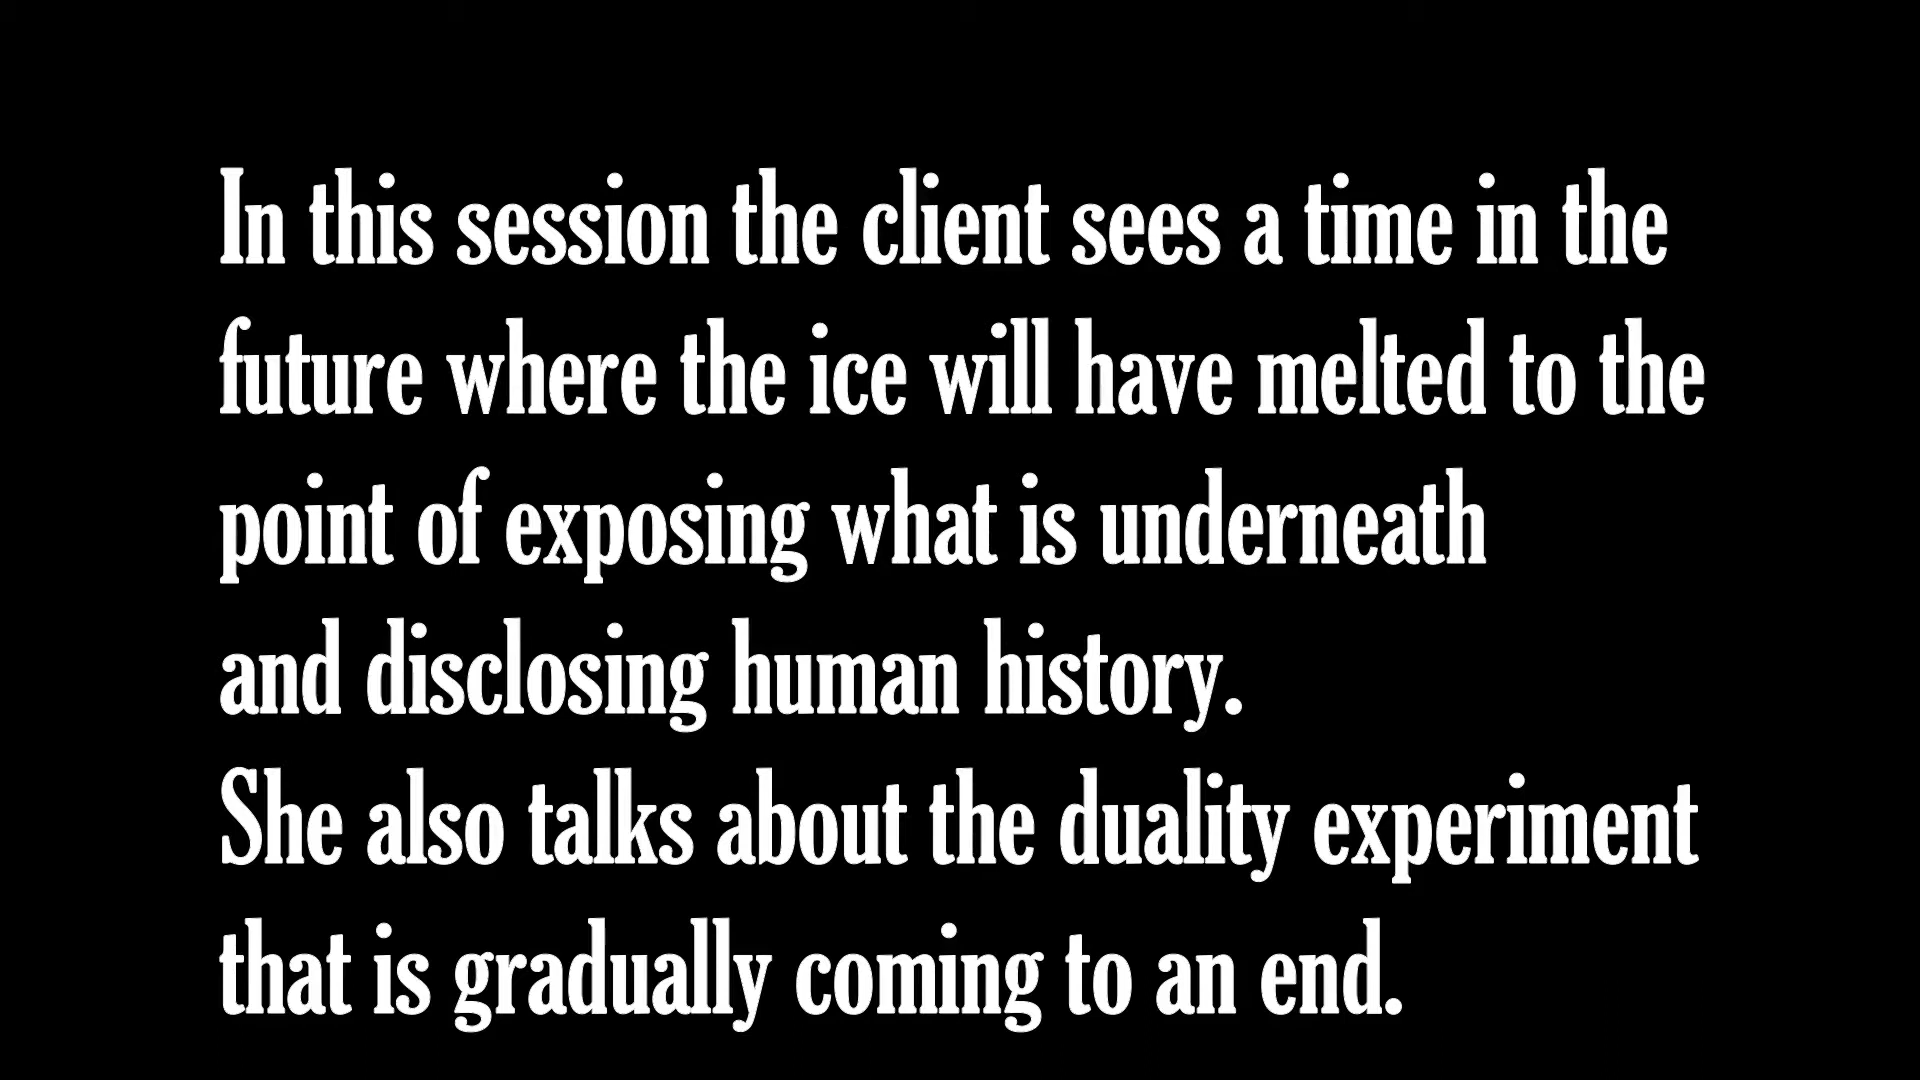 In this session the client sees a time in the
future where the ice will have melted to the
point of exposing what is underneath
and disclosing human history.
She also talks about the duality experiment
that is gradually coming to an end.